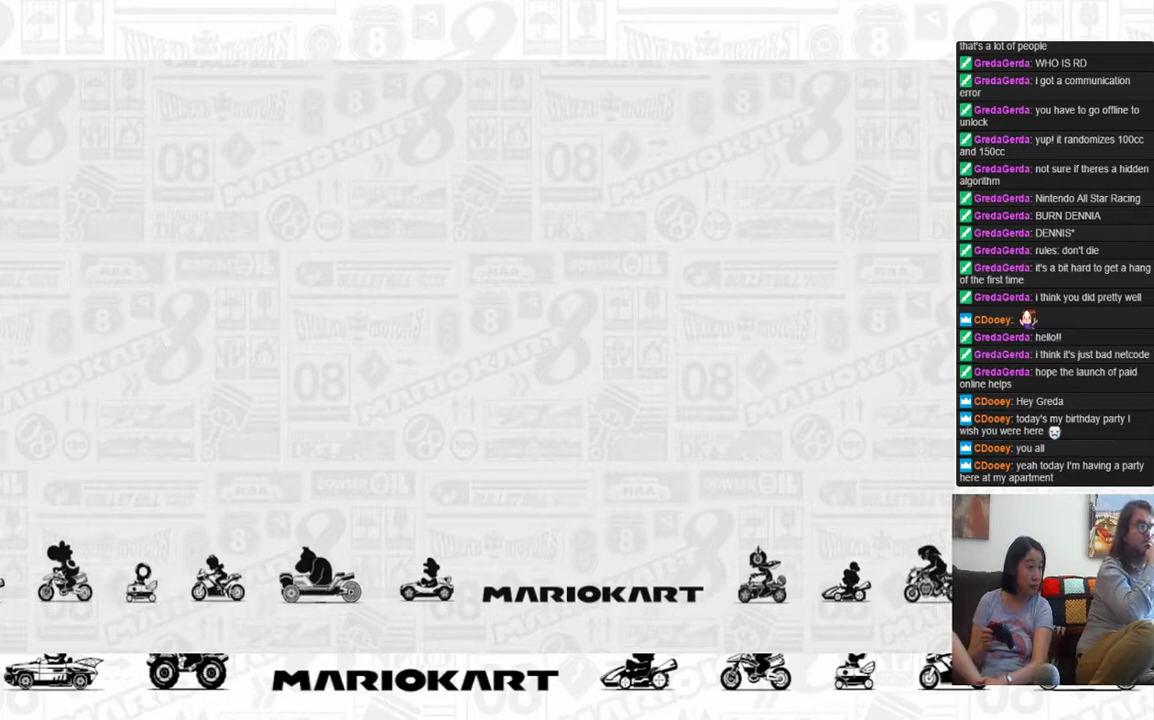 that's a lot of people
GredaGerda: WHO IS RD
GredaGerda: i got a communication
error
GredaGerda: you have to go offline to
unlock
GredaGerda: yup! it randomizes 100cc
and 150cc
GredaGerda: not sure if theres a hidden
algorithm
GredaGerda: Nintendo All Star Racing
GredaGerda: BURN DENNIA
GredaGerda: DENNIS*
GredaGerda: rules: don't die
GredaGerda: it's a bit hard to get a hang
of the first time
GredaGerda: i think you did pretty well
CDooey:
GredaGerda: hello!!
GredaGerda: i think it's just bad netcode
GredaGerda: hope the launch of paid
online helps
CDooey: Hey Greda
CDooey: today's my birthday party I
wish you were here
CDooey: you all
CDooey: yeah today I'm having a party
here at my apartment
MARIOKART
MARIOKART